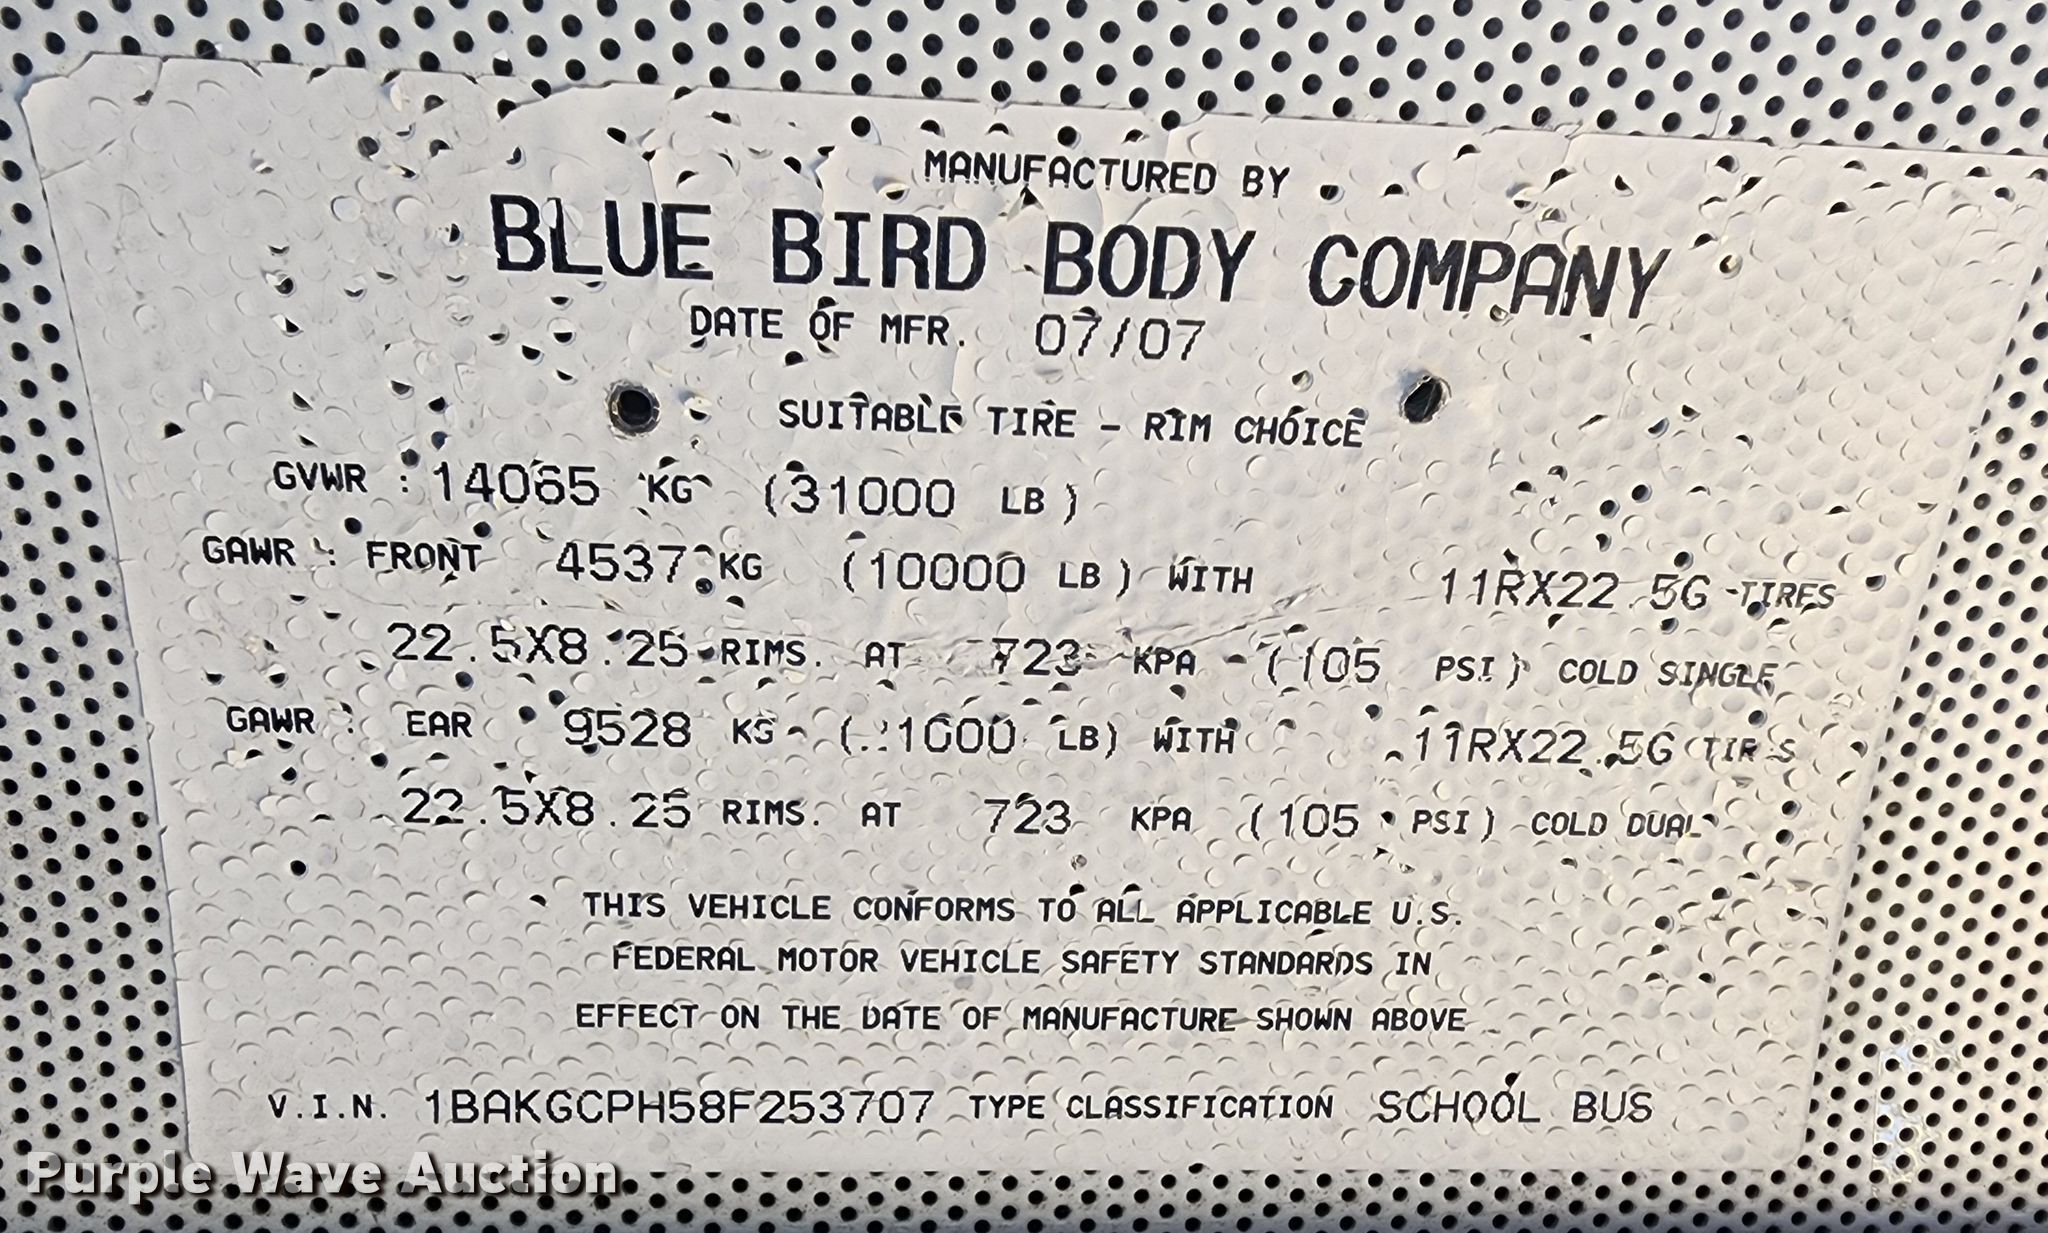 MANUFACTURED BY
BLUE BIRD BODY COMPANY
DATE OF MFR. 07/07
SUITABLE TIRE - RIM CHOICE
GVWR : 14065 KG (31000 LB)
GAWR : FRONT 4537 KG (10000 LB) WITH 11RX22.5G TIRES
22.5X8.25 RIMS. AT 723 KPA (105 PSI) COLD SINGLE
GAWR : EAR 9528 KG (21000 LB) WITH 11RX22.5G TIRES
22.5X8.25 RIMS. AT 723 KPA (105 PSI) COLD DUAL
THIS VEHICLE CONFORMS TO ALL APPLICABLE U.S.
FEDERAL MOTOR VEHICLE SAFETY STANDARDS IN
EFFECT ON THE DATE OF MANUFACTURE SHOWN ABOVE
V.I.N. 1BAKGCPH58F253707 TYPE CLASSIFICATION SCHOOL BUS
Purple Wave Auction